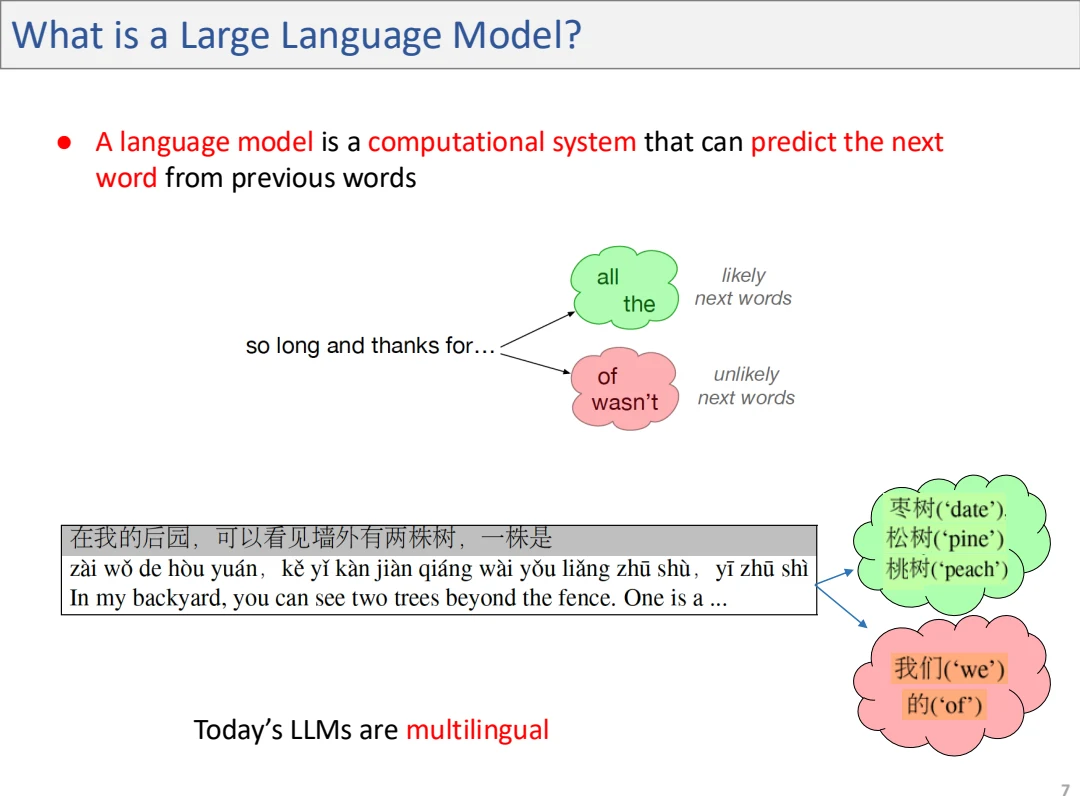 What is a Large Language Model?
● A language model is a computational system that can predict the next
word from previous words
all
the
likely
next words
so long and thanks for…
of
wasn't
unlikely
next words
在我的后园，可以看见墙外有两株树，一株是
zài wǒ de hòu yuán，kě yǐ kàn jiàn qiáng wài yǒu liǎng zhū shù，yī zhū shì
In my backyard, you can see two trees beyond the fence. One is a ...
枣树(‘date’),
松树(‘pine’)
桃树(‘peach’)
我们(‘we’)
的(‘of’)
Today’s LLMs are multilingual
7